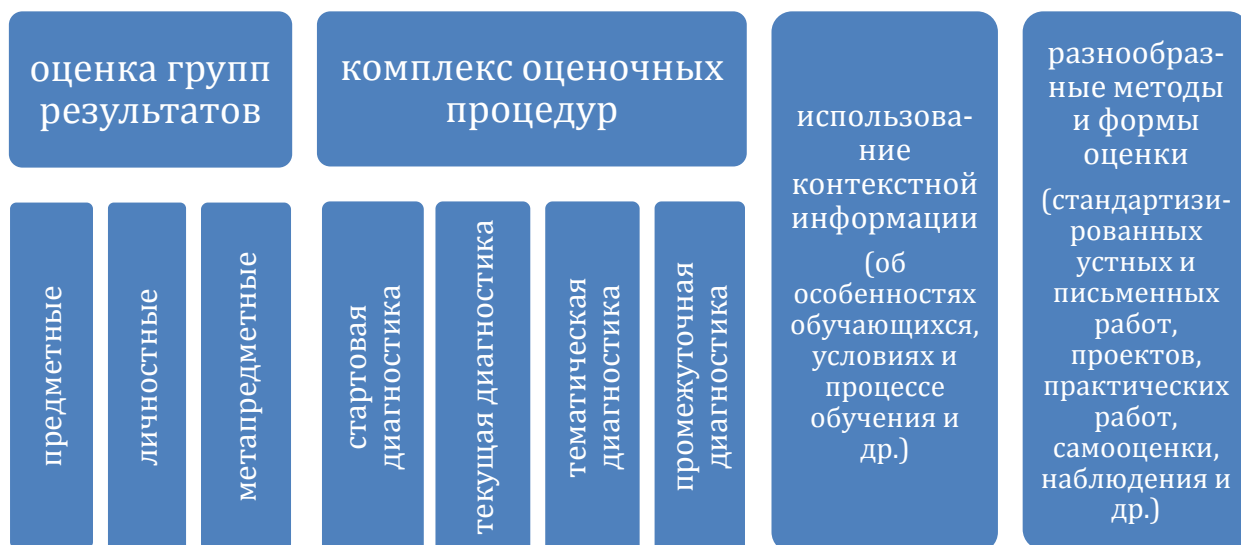 оценка групп
результатов
предметные
личностные
метапредметные
комплекс оценочных
процедур
стартовая
диагностика
текущая диагностика
тематическая
диагностика
промежуточная
диагностика
использова-
ние
контекстной
информации
(об
особенностях
обучающихся,
условиях и
процессе
обучения и
др.)
разнообраз-
ные методы
и формы
оценки
(стандартизи-
рованных
устных и
письменных
работ,
проектов,
практических
работ,
самооценки,
наблюдения и
др.)